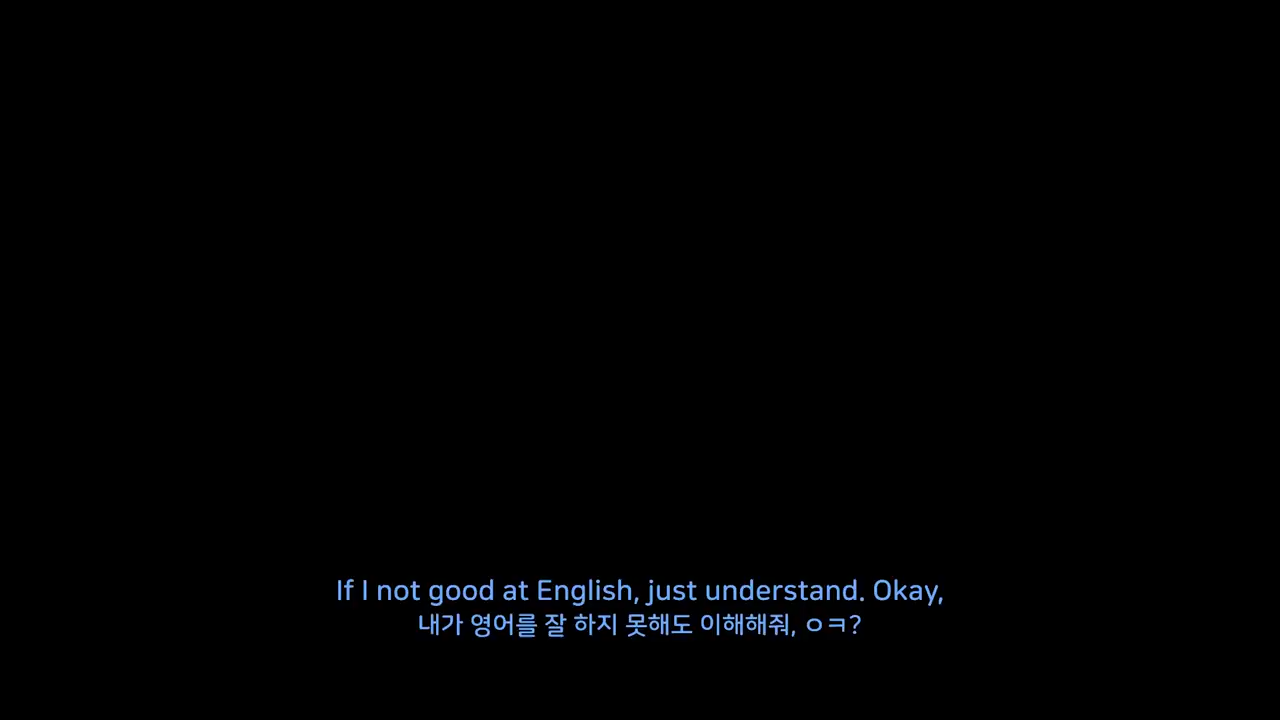 If I not good at English, just understand. Okay,
내가 영어를 잘 하지 못해도 이해해줘, ㅇㅋ?